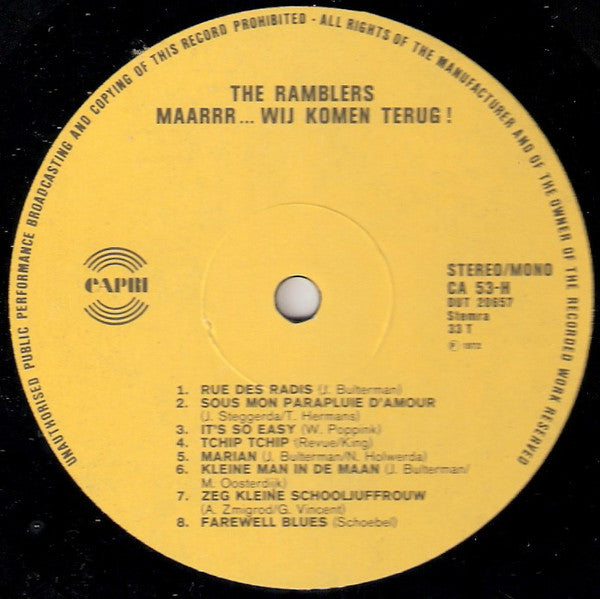 UNAUTHORISED PUBLIC PERFORMANCE BROADCASTING AND COPYING OF THIS RECORD PROHIBITED - ALL RIGHTS OF THE MANUFACTURER AND OF THE OWNER OF THE RECORDED WORK RESERVED
THE RAMBLERS
MAARRR... WIJ KOMEN TERUG!
CAPRI
STEREO/MONO
CA 53-H
DUT 20657
Stemra
33 T
℗ 1972
1. RUE DES RADIS (J. Bulterman)
2. SOUS MON PARAPLUIE D'AMOUR
(J. Steggerda/T. Hermans)
3. IT'S SO EASY (W. Poppink)
4. TCHIP TCHIP (Revue/King)
5. MARIAN (J. Bulterman/N. Holwerda)
6. KLEINE MAN IN DE MAAN (J. Bulterman/
M. Oosterdijk)
7. ZEG KLEINE SCHOOLJUFFROUW
(A. Zmigrod/G. Vincent)
8. FAREWELL BLUES (Schoebel)